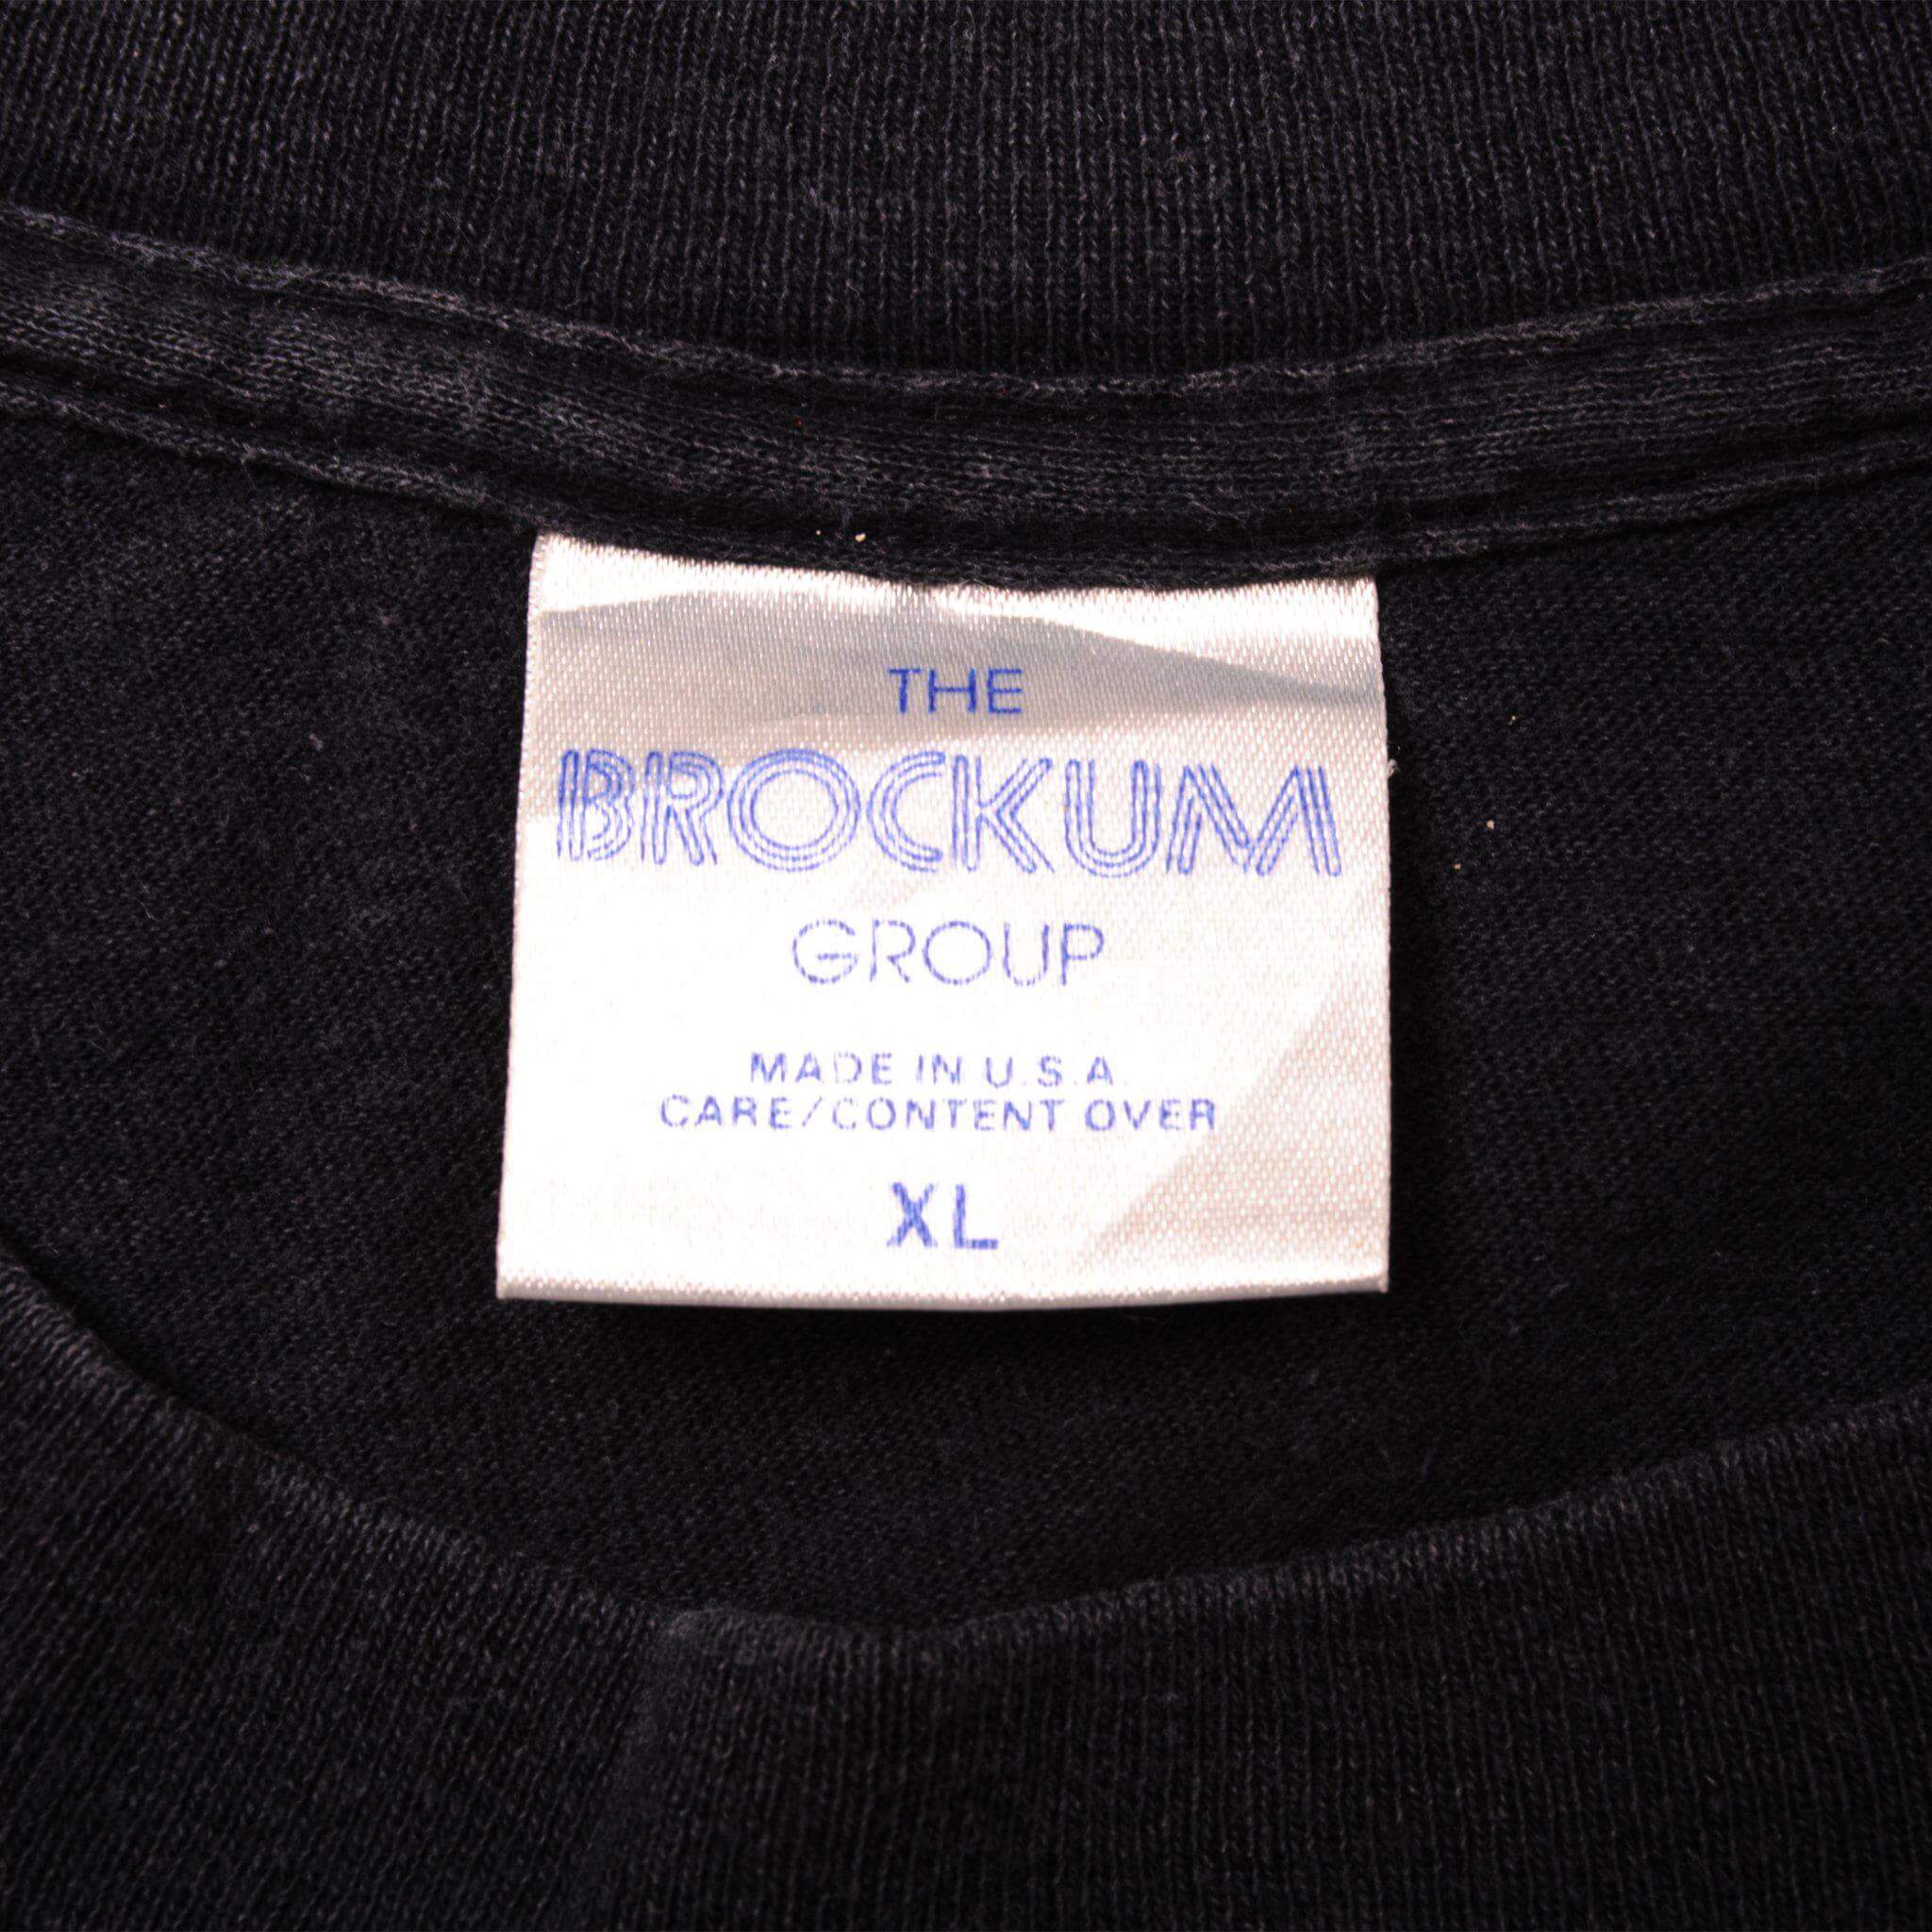 THE
BROCKUM
GROUP
MADE IN U.S.A.
CARE/CONTENT OVER
XL